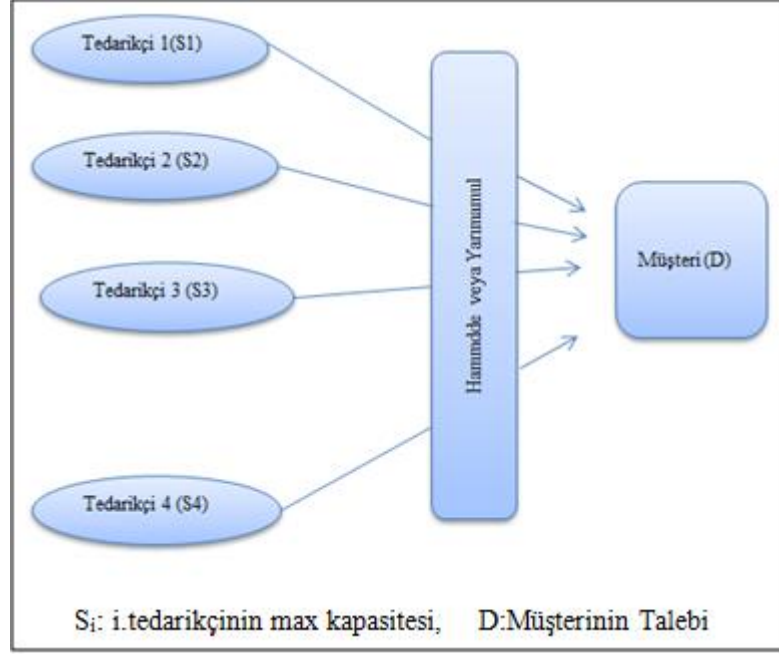 Tedarikçi 1(S1)
Tedarikçi 2 (S2)
Tedarikçi 3 (S3)
Tedarikçi 4 (S4)
Hammdde veya Yarımamul
Müşteri (D)
Si: i.tedarikçinin max kapasitesi, D:Müşterinin Talebi